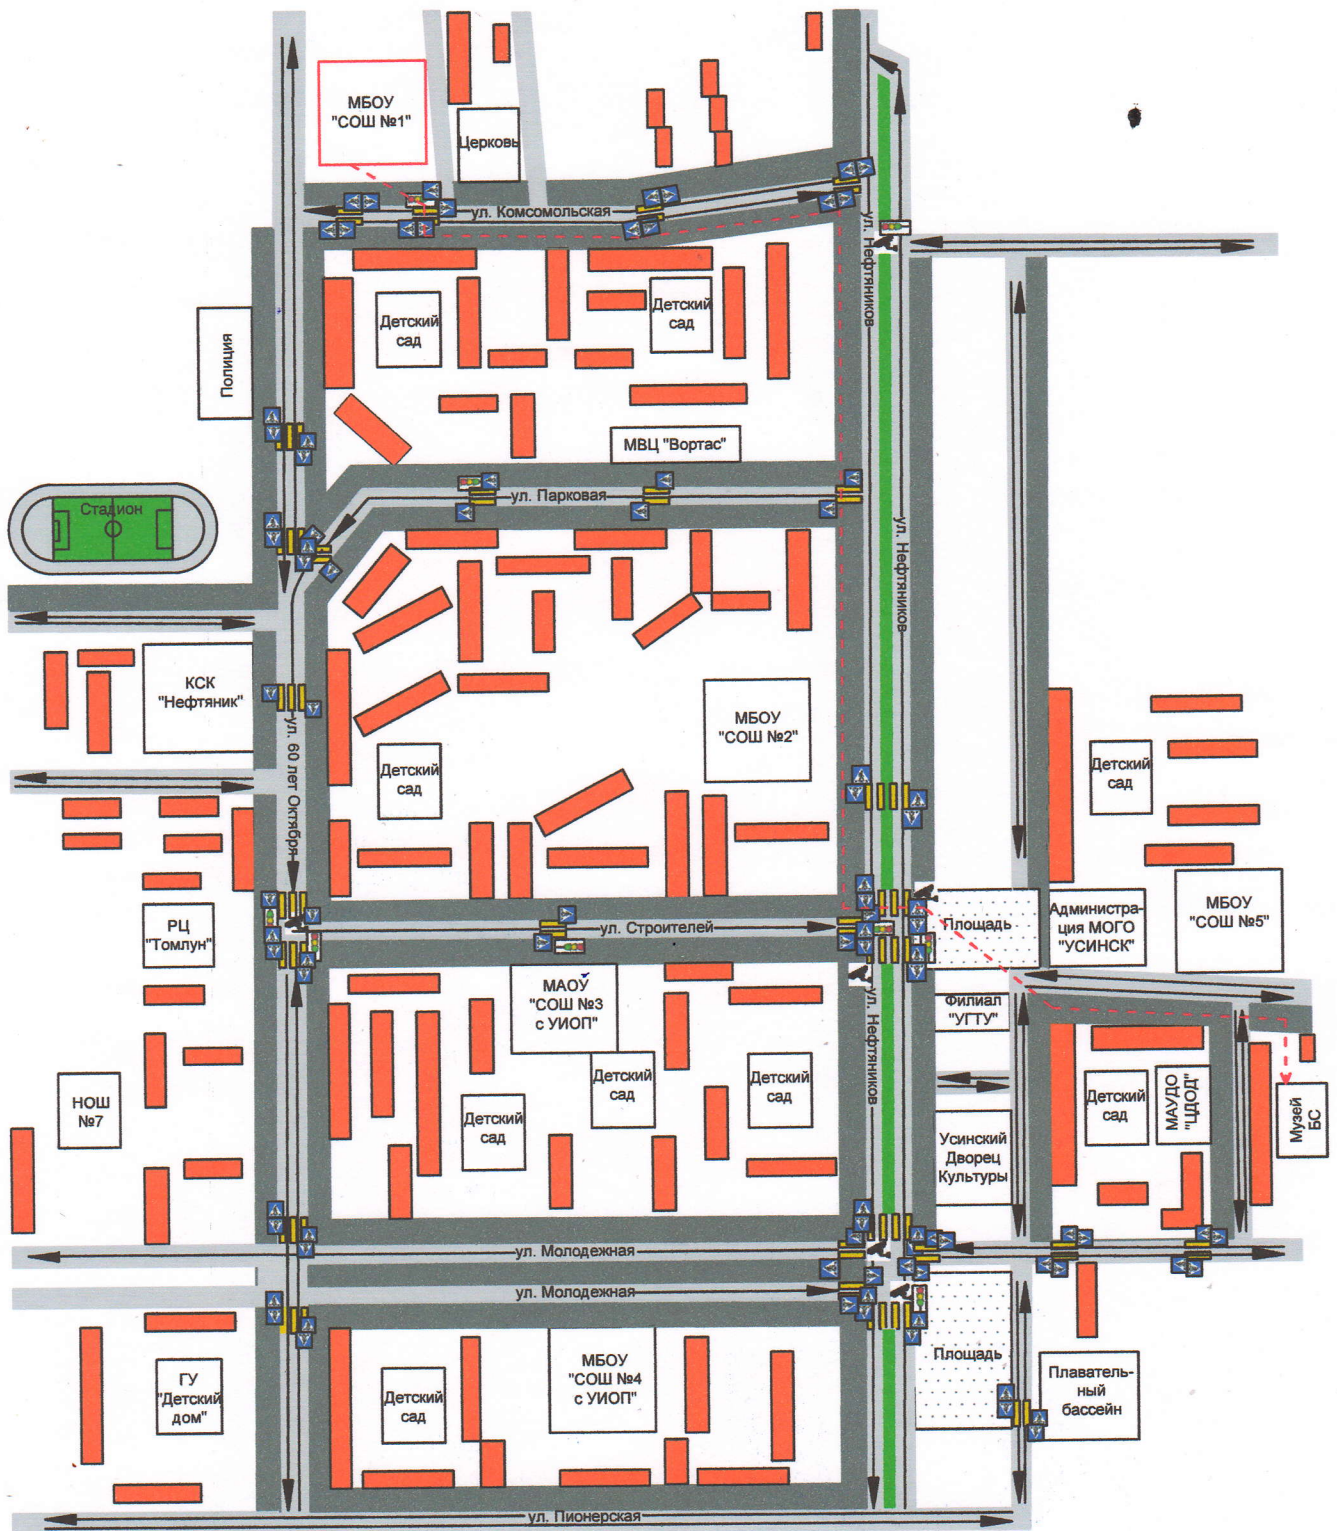 МБОУ
"СОШ №1"
Церковь
ул. Комсомольская
ул. Нефтяников
Полиция
Детский
сад
Детский
сад
МВЦ "Вортас"
Стадион
ул. Парковая
ул. Нефтяников
КСК
"Нефтяник"
МБОУ
"СОШ №2"
ул. 60 лет Октября
Детский
сад
Детский
сад
РЦ
"Томлун"
ул. Строителей
Площадь
Администра-
ция МОГО
"УСИНСК"
МБОУ
"СОШ №5"
МАОУ
"СОШ №3
с УИОП"
ул. Нефтяников
Филиал
"УГТУ"
НОШ
№7
Детский
сад
Детский
сад
Детский
сад
Усинский
Дворец
Культуры
Детский
сад
МАУДО
"ЦДОД"
Музей
БС
ул. Молодежная
ул. Молодежная
ГУ
"Детский
дом"
Детский
сад
МБОУ
"СОШ №4
с УИОП"
Площадь
Плаватель-
ный
бассейн
ул. Пионерская